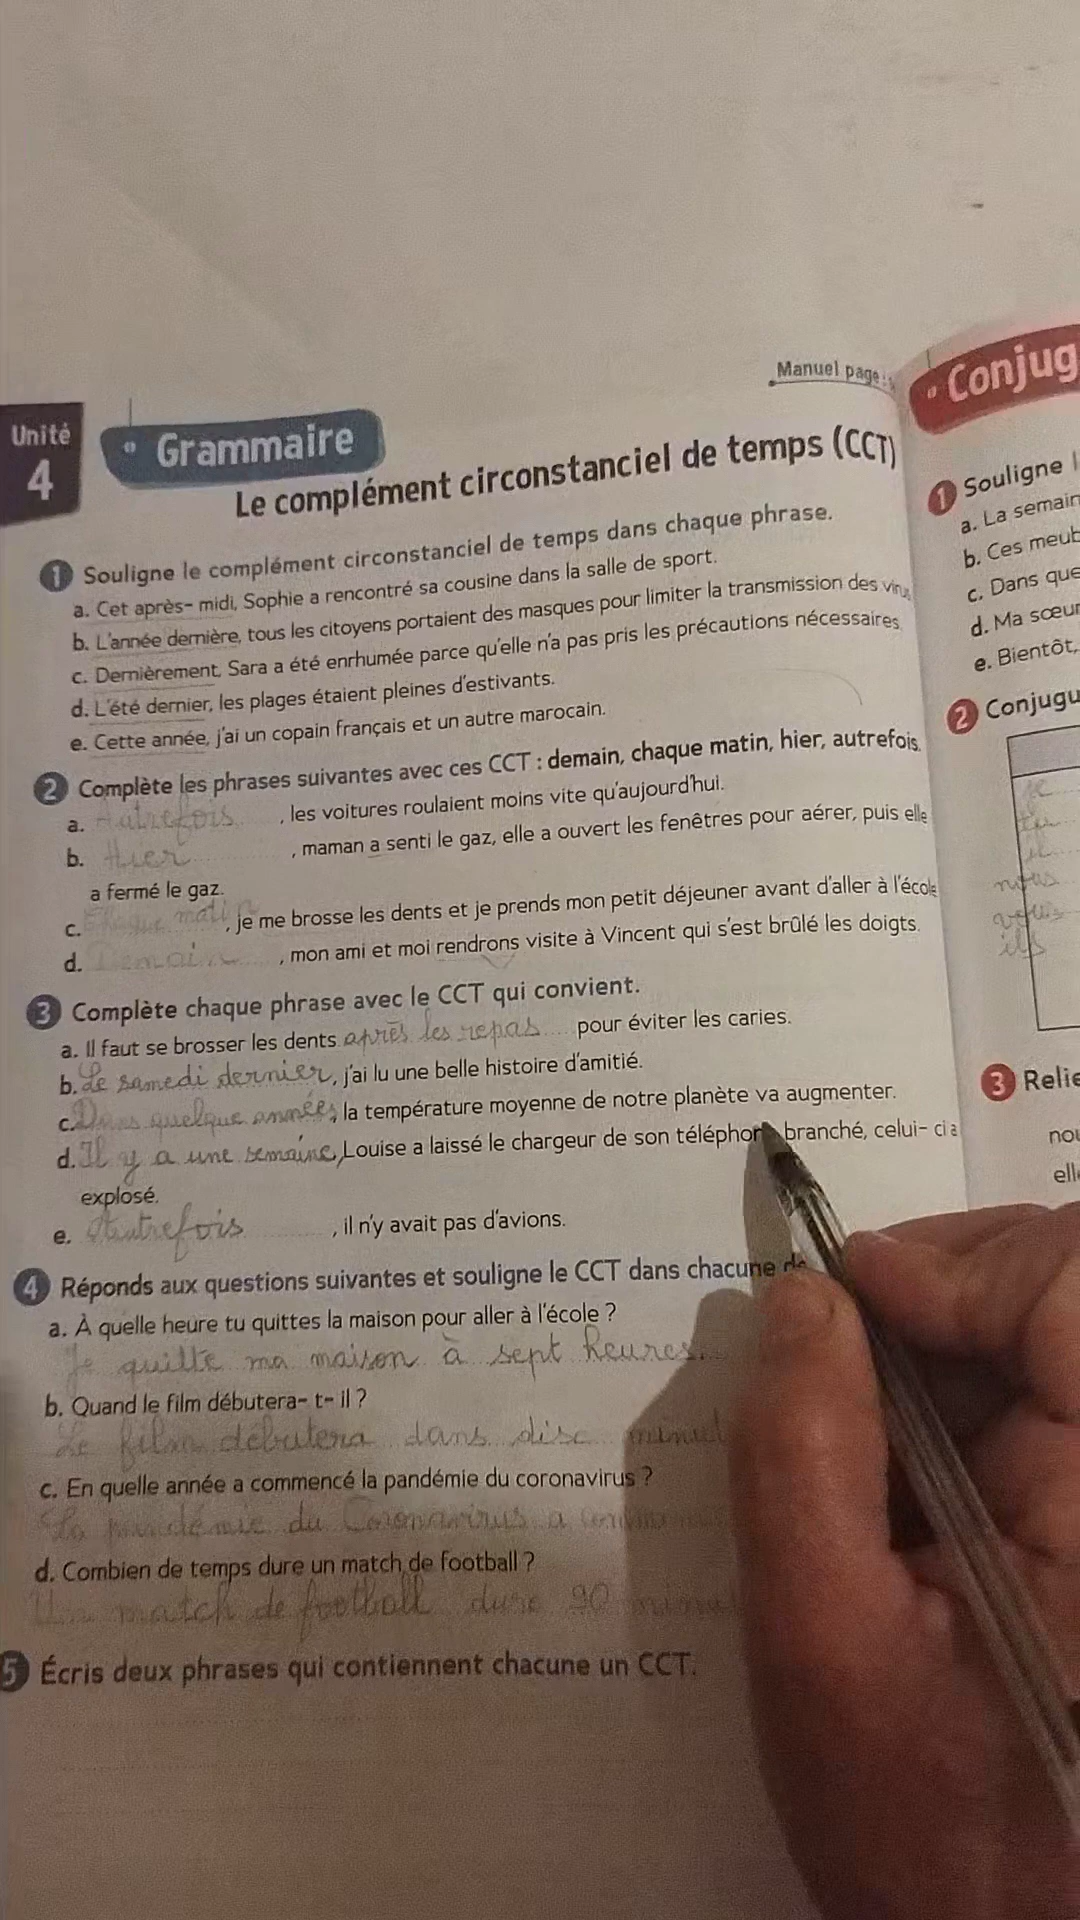 Manuel page :
Unité
4
Grammaire
Conjug
Le complément circonstanciel de temps (CCT)
1 Souligne le complément circonstanciel de temps dans chaque phrase.
a. Cet après- midi, Sophie a rencontré sa cousine dans la salle de sport.
b. L'année dernière, tous les citoyens portaient des masques pour limiter la transmission des virus
c. Dernièrement, Sara a été enrhumée parce qu'elle n'a pas pris les précautions nécessaires
d. L'été dernier, les plages étaient pleines d'estivants.
e. Cette année, j'ai un copain français et un autre marocain.
2 Complète les phrases suivantes avec ces CCT : demain, chaque matin, hier, autrefois.
a. Autrefois , les voitures roulaient moins vite qu'aujourd'hui.
b. Hier , maman a senti le gaz, elle a ouvert les fenêtres pour aérer, puis elle
a fermé le gaz.
c. Chaque matin , je me brosse les dents et je prends mon petit déjeuner avant d'aller à l'école
d. Demain , mon ami et moi rendrons visite à Vincent qui s'est brûlé les doigts.
3 Complète chaque phrase avec le CCT qui convient.
a. Il faut se brosser les dents après les repas pour éviter les caries.
b. Le samedi dernier, j'ai lu une belle histoire d'amitié.
c. Dans quelque années, la température moyenne de notre planète va augmenter.
d. Il y a une semaine, Louise a laissé le chargeur de son téléphon branché, celui- ci a
explosé.
e. Autrefois , il n'y avait pas d'avions.
4 Réponds aux questions suivantes et souligne le CCT dans chacune de
a. À quelle heure tu quittes la maison pour aller à l'école ?
Je quitte ma maison à sept heures.
b. Quand le film débutera- t- il ?
Le film débutera dans disc minut
c. En quelle année a commencé la pandémie du coronavirus ?
La pandémie du Coronavirus a
d. Combien de temps dure un match de football ?
Un match de football dure 90 minut
5 Écris deux phrases qui contiennent chacune un CCT.
1 Souligne l
a. La semain
b. Ces meub
c. Dans que
d. Ma sœur
e. Bientôt,
2 Conjugu
je
tu
il
nous
vous
ils
3 Relie
nou
elle